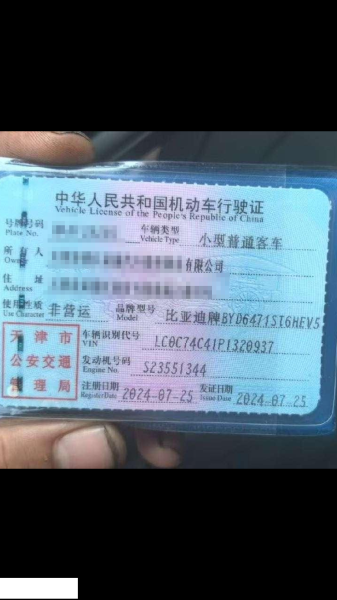 中华人民共和国机动车行驶证
Vehicle License of the People's Republic of China
号牌号码 车辆类型 小型普通客车
Plate No. Vehicle Type
所有人 有限公司
Owner
住址
Address
使用性质 非营运 品牌型号 比亚迪牌BYD6471ST6HEV5
Use Character Model
天津市 车辆识别代号 LC0C74C41P1320937
VIN
公安交通 发动机号码 S23551344
Engine No.
管理局 注册日期 2024-07-25 发证日期 2024-07-25
Register Date Issue Date